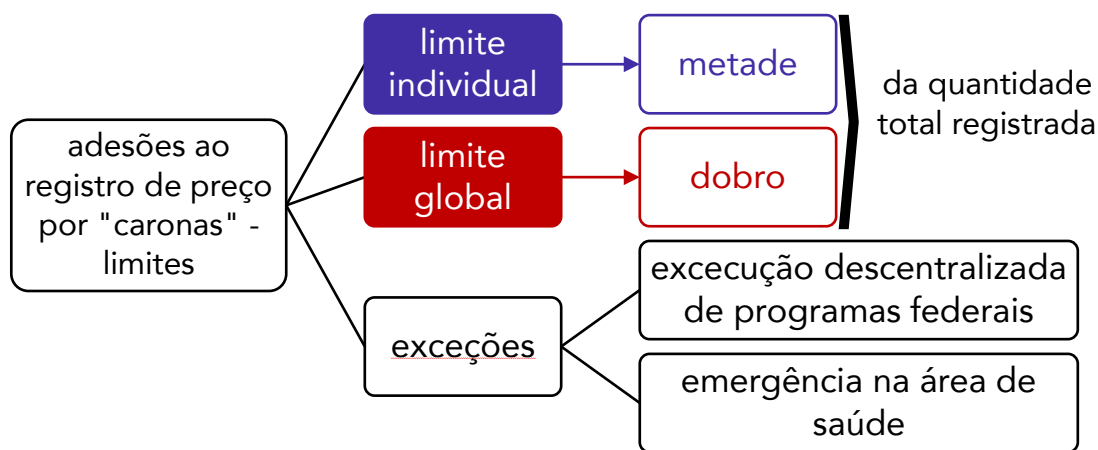 adesões ao
registro de preço
por "caronas" -
limites
limite
individual
metade
limite
global
dobro
da quantidade
total registrada
exceções
excecução descentralizada
de programas federais
emergência na área de
saúde